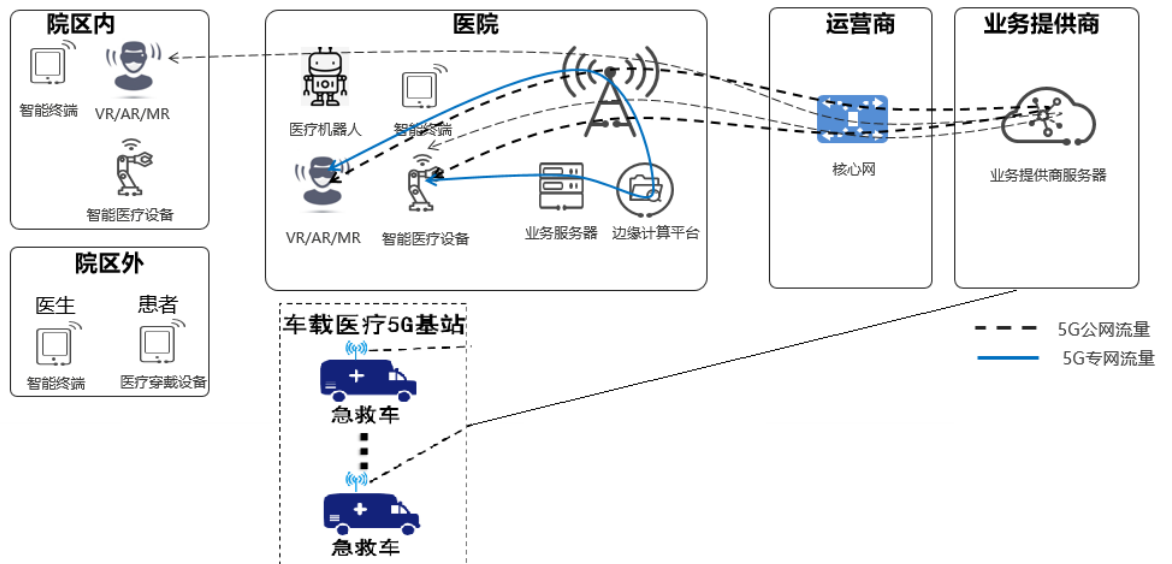 院区内
智能终端
VR/AR/MR
智能医疗设备
院区外
医生
患者
智能终端
医疗穿戴设备
医院
医疗机器人
智能终端
VR/AR/MR
智能医疗设备
业务服务器
边缘计算平台
运营商
核心网
业务提供商
业务提供商服务器
车载医疗5G基站
急救车
急救车
5G公网流量
5G专网流量